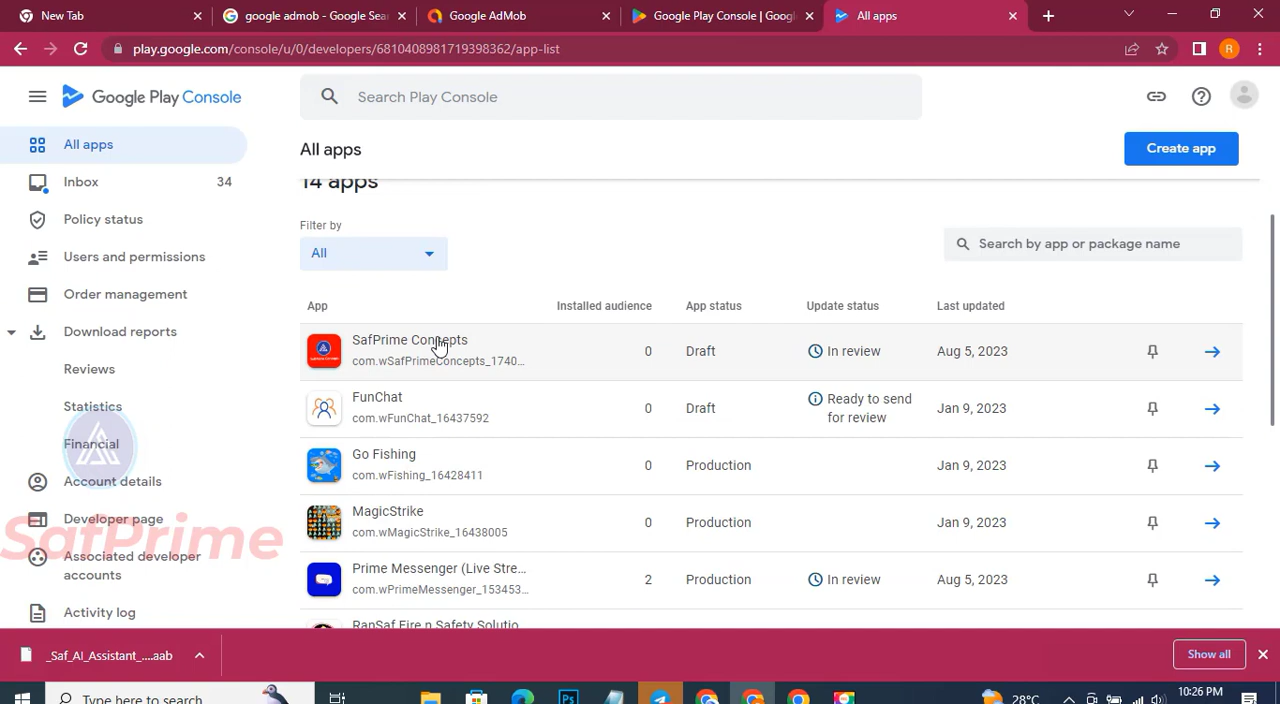 New Tab
google admob - Google Sea
Google AdMob
Google Play Console | Goog
All apps
play.google.com/console/u/0/developers/6810408981719398362/app-list
R
Google Play Console
Search Play Console
All apps
Inbox 34
Policy status
Users and permissions
Order management
Download reports
Reviews
Statistics
Financial
Account details
Developer page
Associated developer
accounts
Activity log
SafPrime
All apps
Create app
14 apps
Filter by
All
Search by app or package name
App Installed audience App status Update status Last updated
SafPrime Concepts
com.wSafPrimeConcepts_1740...
0 Draft In review Aug 5, 2023
FunChat
com.wFunChat_16437592
0 Draft Ready to send
for review
Jan 9, 2023
Go Fishing
com.wFishing_16428411
0 Production Jan 9, 2023
MagicStrike
com.wMagicStrike_16438005
0 Production Jan 9, 2023
Prime Messenger (Live Stre...
com.wPrimeMessenger_153453...
2 Production In review Aug 5, 2023
RanSaf Fire n Safety Solutio
_Saf_AI_Assistant_....aab
Show all
Type here to search
28°C
10:26 PM